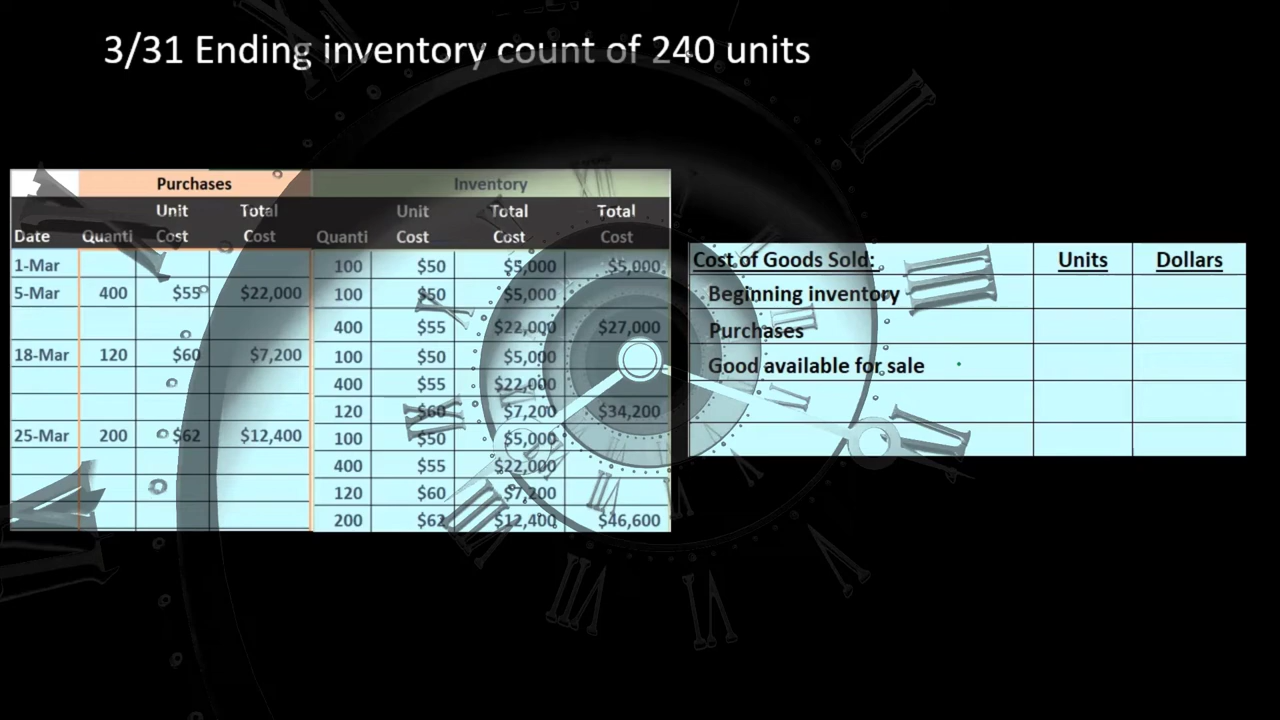 3/31 Ending inventory count of 240 units
Purchases Inventory
Unit Total Unit Total Total
Date Quanti Cost Cost Quanti Cost Cost Cost
1-Mar 100 $50 $5,000 $5,000
5-Mar 400 $55 $22,000 100 $50 $5,000
400 $55 $22,000 $27,000
18-Mar 120 $60 $7,200 100 $50 $5,000
400 $55 $22,000
120 $60 $7,200 $34,200
25-Mar 200 $62 $12,400 100 $50 $5,000
400 $55 $22,000
120 $60 $7,200
200 $62 $12,400 $46,600
Cost of Goods Sold: Units Dollars
Beginning inventory
Purchases
Good available for sale